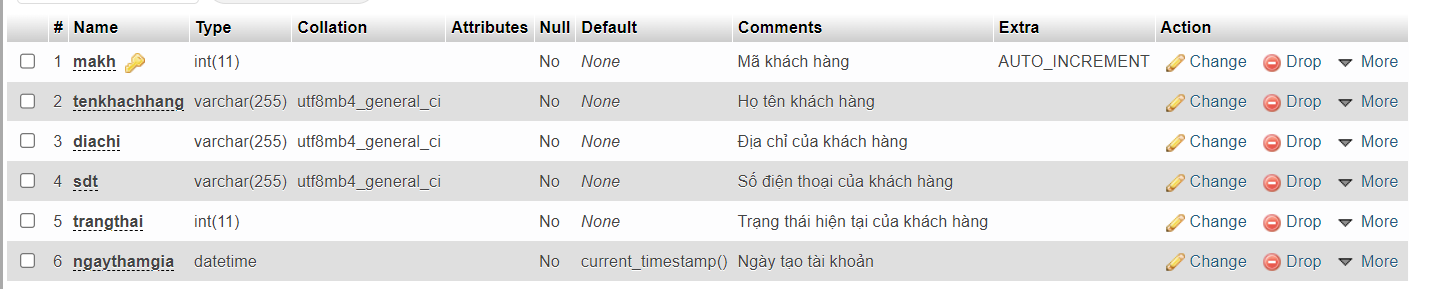 # Name Type Collation Attributes Null Default Comments Extra Action
1 makh int(11) No None Mã khách hàng AUTO_INCREMENT Change Drop More
2 tenkhachhang varchar(255) utf8mb4_general_ci No None Họ tên khách hàng Change Drop More
3 diachi varchar(255) utf8mb4_general_ci No None Địa chỉ của khách hàng Change Drop More
4 sdt varchar(255) utf8mb4_general_ci No None Số điện thoại của khách hàng Change Drop More
5 trangthai int(11) No None Trạng thái hiện tại của khách hàng Change Drop More
6 ngaythamgia datetime No current_timestamp() Ngày tạo tài khoản Change Drop More